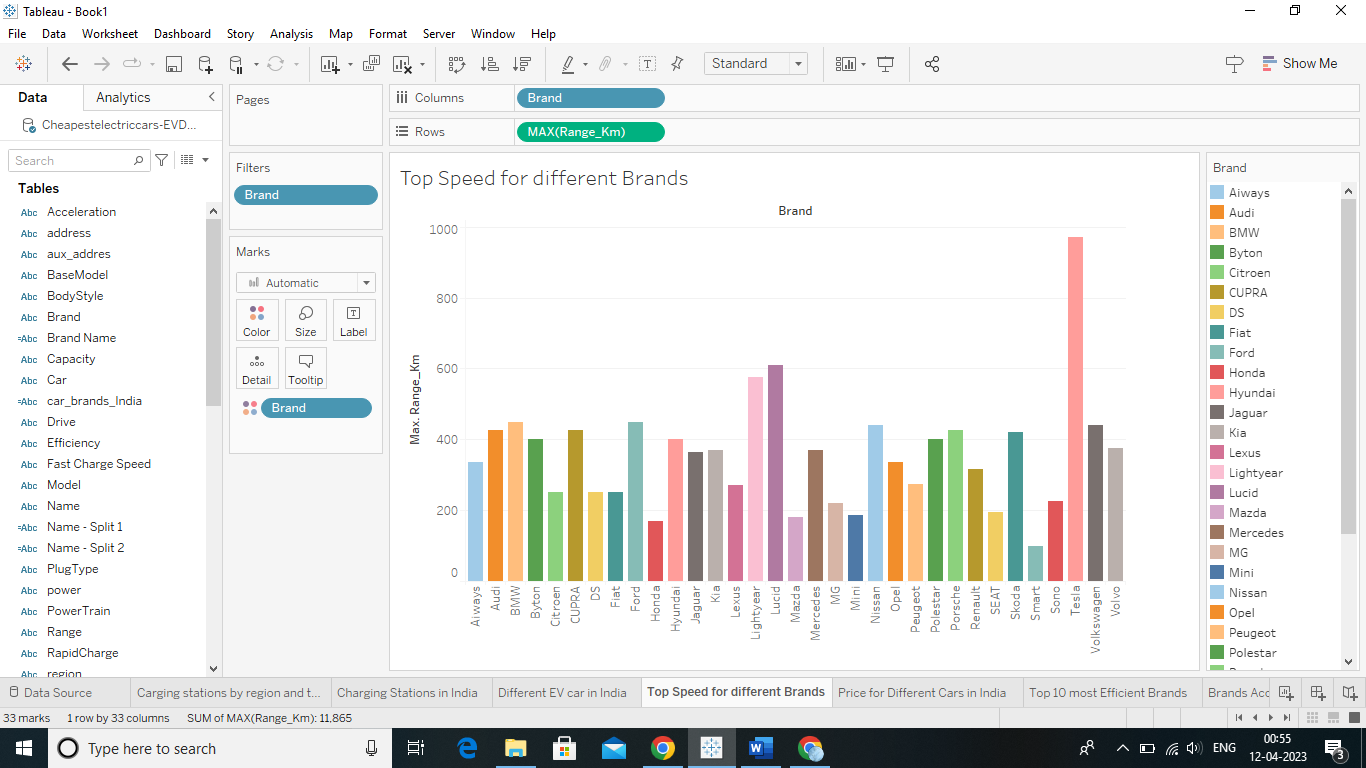 Tableau - Book1
File Data Worksheet Dashboard Story Analysis Map Format Server Window Help
Standard
Show Me
Data Analytics
Cheapestelectriccars-EVD...
Search
Tables
Abc Acceleration
Abc address
Abc aux_addres
Abc BaseModel
Abc BodyStyle
Abc Brand
=Abc Brand Name
Abc Capacity
Abc Car
=Abc car_brands_India
Abc Drive
Abc Efficiency
Abc Fast Charge Speed
Abc Model
Abc Name
=Abc Name - Split 1
=Abc Name - Split 2
Abc PlugType
Abc power
Abc PowerTrain
Abc Range
Abc RapidCharge
region
Pages
Filters
Brand
Marks
Automatic
Color Size Label
Detail Tooltip
Brand
Columns Brand
Rows MAX(Range_Km)
Top Speed for different Brands
Brand
Max. Range_Km
1000
800
600
400
200
0
Aiways
Audi
BMW
Byton
Citroen
CUPRA
DS
Fiat
Ford
Honda
Hyundai
Jaguar
Kia
Lexus
Lightyear
Lucid
Mazda
Mercedes
MG
Mini
Nissan
Opel
Peugeot
Polestar
Porsche
Renault
SEAT
Skoda
Smart
Sono
Tesla
Volkswagen
Volvo
Brand
Aiways
Audi
BMW
Byton
Citroen
CUPRA
DS
Fiat
Ford
Honda
Hyundai
Jaguar
Kia
Lexus
Lightyear
Lucid
Mazda
Mercedes
MG
Mini
Nissan
Opel
Peugeot
Polestar
Data Source Carging stations by region and t... Charging Stations in India Different EV car in India Top Speed for different Brands Price for Different Cars in India Top 10 most Efficient Brands Brands Acc
33 marks 1 row by 33 columns SUM of MAX(Range_Km): 11,865
Type here to search
ENG
00:55
12-04-2023
3